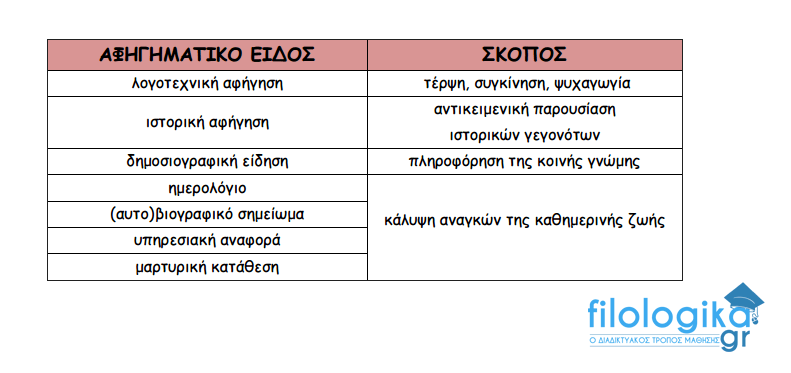 ΑΦΗΓΗΜΑΤΙΚΟ ΕΙΔΟΣ ΣΚΟΠΟΣ
λογοτεχνική αφήγηση τέρψη, συγκίνηση, ψυχαγωγία
ιστορική αφήγηση αντικειμενική παρουσίαση
ιστορικών γεγονότων
δημοσιογραφική είδηση πληροφόρηση της κοινής γνώμης
ημερολόγιο
(αυτο)βιογραφικό σημείωμα κάλυψη αναγκών της καθημερινής ζωής
υπηρεσιακή αναφορά
μαρτυρική κατάθεση
filologika
gr
Ο ΔΙΑΔΙΚΤΥΑΚΟΣ ΤΡΟΠΟΣ ΜΑΘΗΣΗΣ